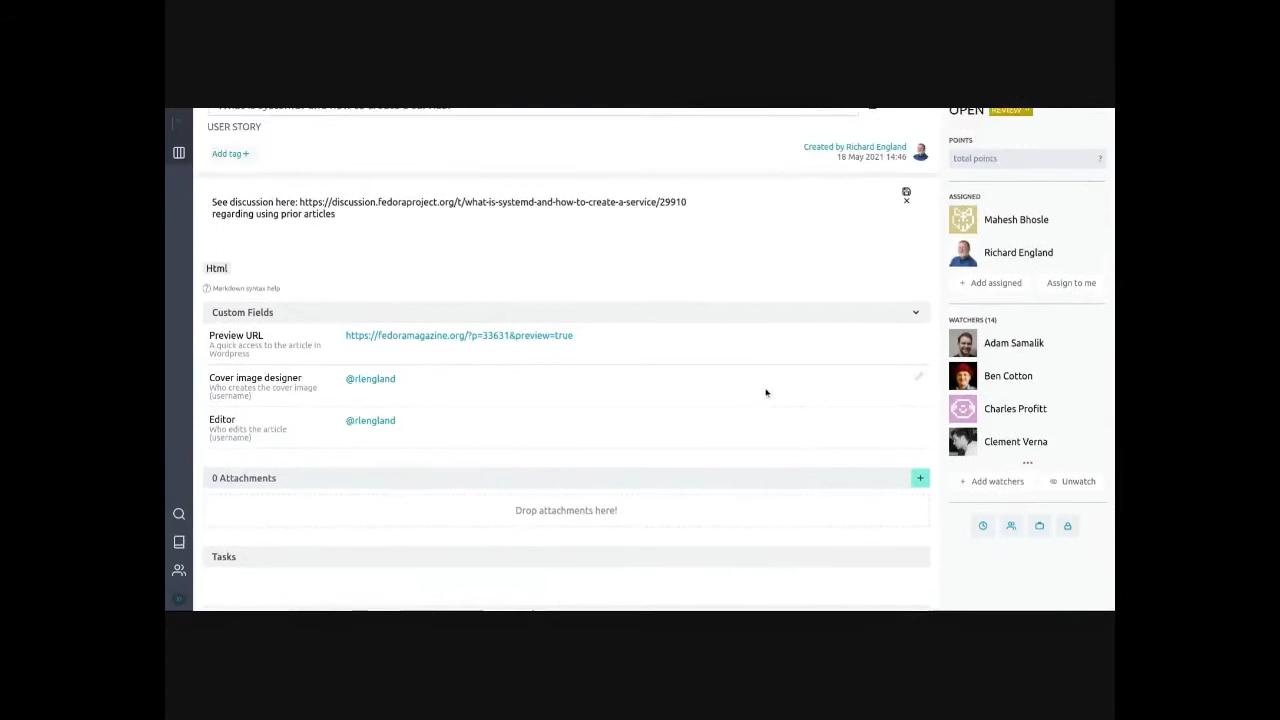 OPEN REVIEW
USER STORY
Add tag +
Created by Richard England
18 May 2021 14:46
See discussion here: https://discussion.fedoraproject.org/t/what-is-systemd-and-how-to-create-a-service/29910
regarding using prior articles
Html
? Markdown syntax help
Custom Fields
Preview URL
A quick access to the article in
Wordpress
https://fedoramagazine.org/?p=33631&preview=true
Cover image designer
Who creates the cover image
(username)
@rlengland
Editor
Who edits the article
(username)
@rlengland
0 Attachments
+
Drop attachments here!
Tasks
POINTS
total points ?
ASSIGNED
Mahesh Bhosle
Richard England
+ Add assigned
Assign to me
WATCHERS (14)
Adam Samalik
Ben Cotton
Charles Profitt
Clement Verna
•••
+ Add watchers
Unwatch